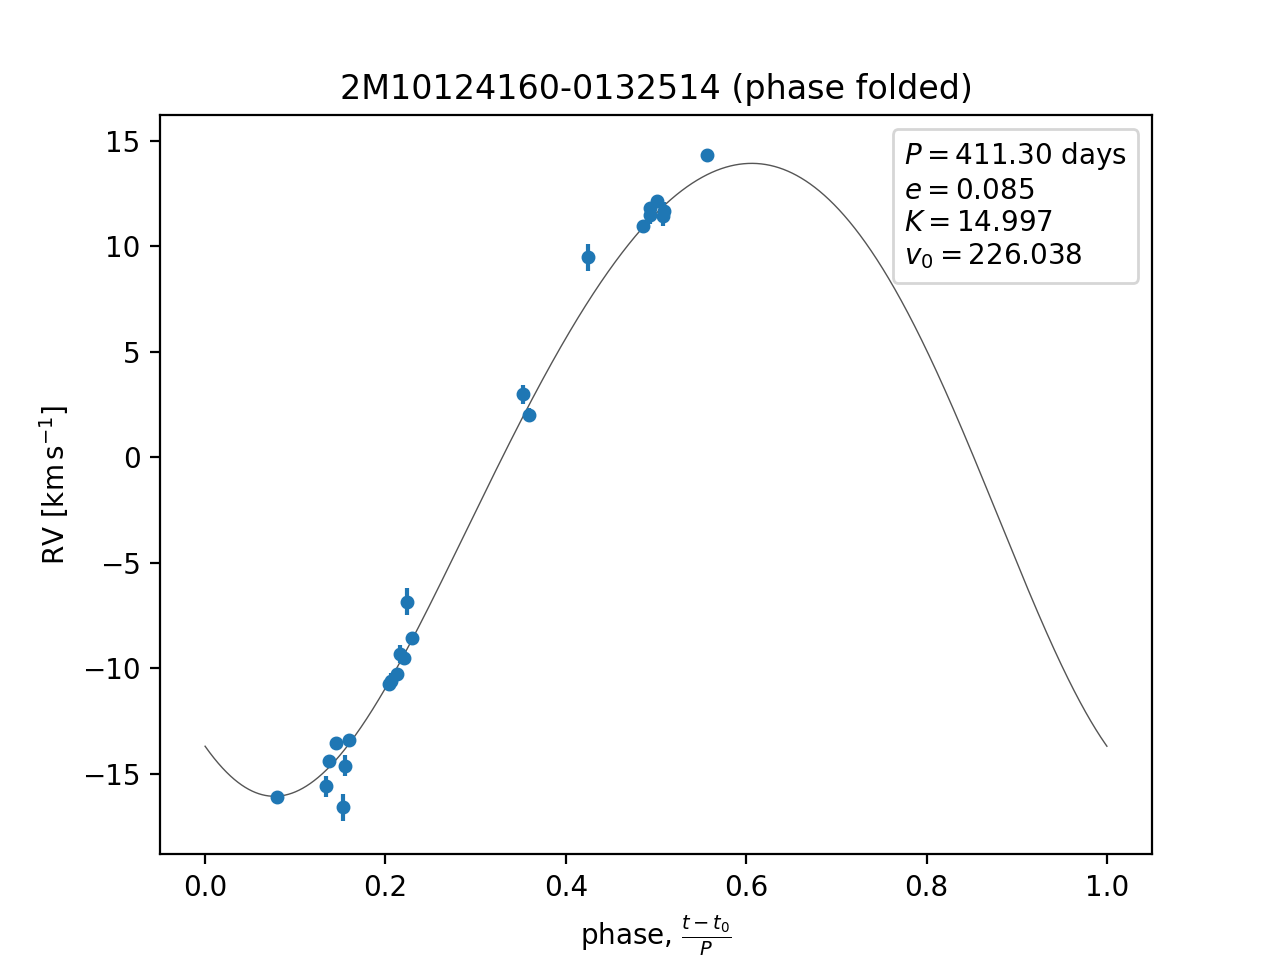 2M10124160-0132514 (phase folded)
P = 411.30 days
e = 0.085
K = 14.997
v₀ = 226.038
15
10
5
0
−5
−10
−15
RV [km s⁻¹]
0.0 0.2 0.4 0.6 0.8 1.0
phase, (t − t₀)/P